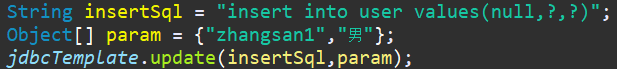 String insertSql = "insert into user values(null,?,?)";
Object[] param = {"zhangsan1","男"};
jdbcTemplate.update(insertSql,param);